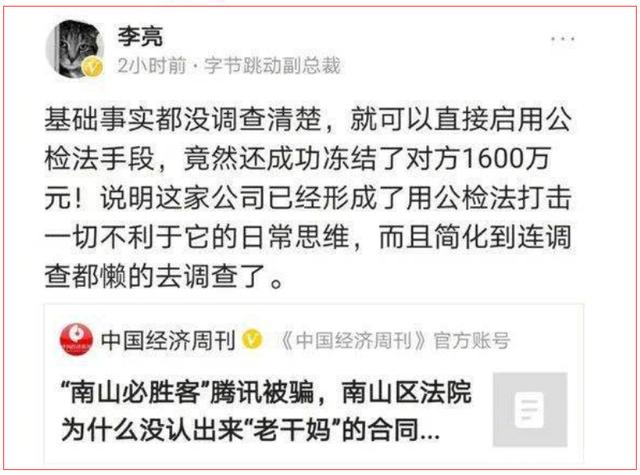 李亮
2小时前·字节跳动副总裁
基础事实都没调查清楚，就可以直接启用公
检法手段，竟然还成功冻结了对方1600万
元！说明这家公司已经形成了用公检法打击
一切不利于它的日常思维，而且简化到连调
查都懒的去调查了。
中国经济周刊 《中国经济周刊》官方账号
“南山必胜客”腾讯被骗，南山区法院
为什么没认出来“老干妈”的合同...